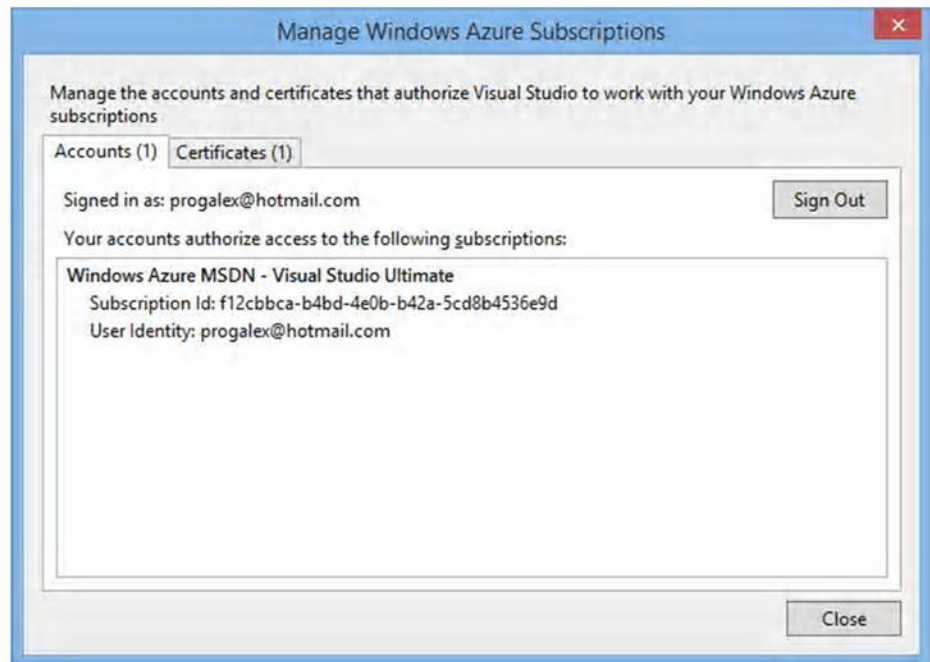 Manage Windows Azure Subscriptions
Manage the accounts and certificates that authorize Visual Studio to work with your Windows Azure
subscriptions
Accounts (1) Certificates (1)
Signed in as: progalex@hotmail.com Sign Out
Your accounts authorize access to the following subscriptions:
Windows Azure MSDN - Visual Studio Ultimate
Subscription Id: f12cbbca-b4bd-4e0b-b42a-5cd8b4536e9d
User Identity: progalex@hotmail.com
Close